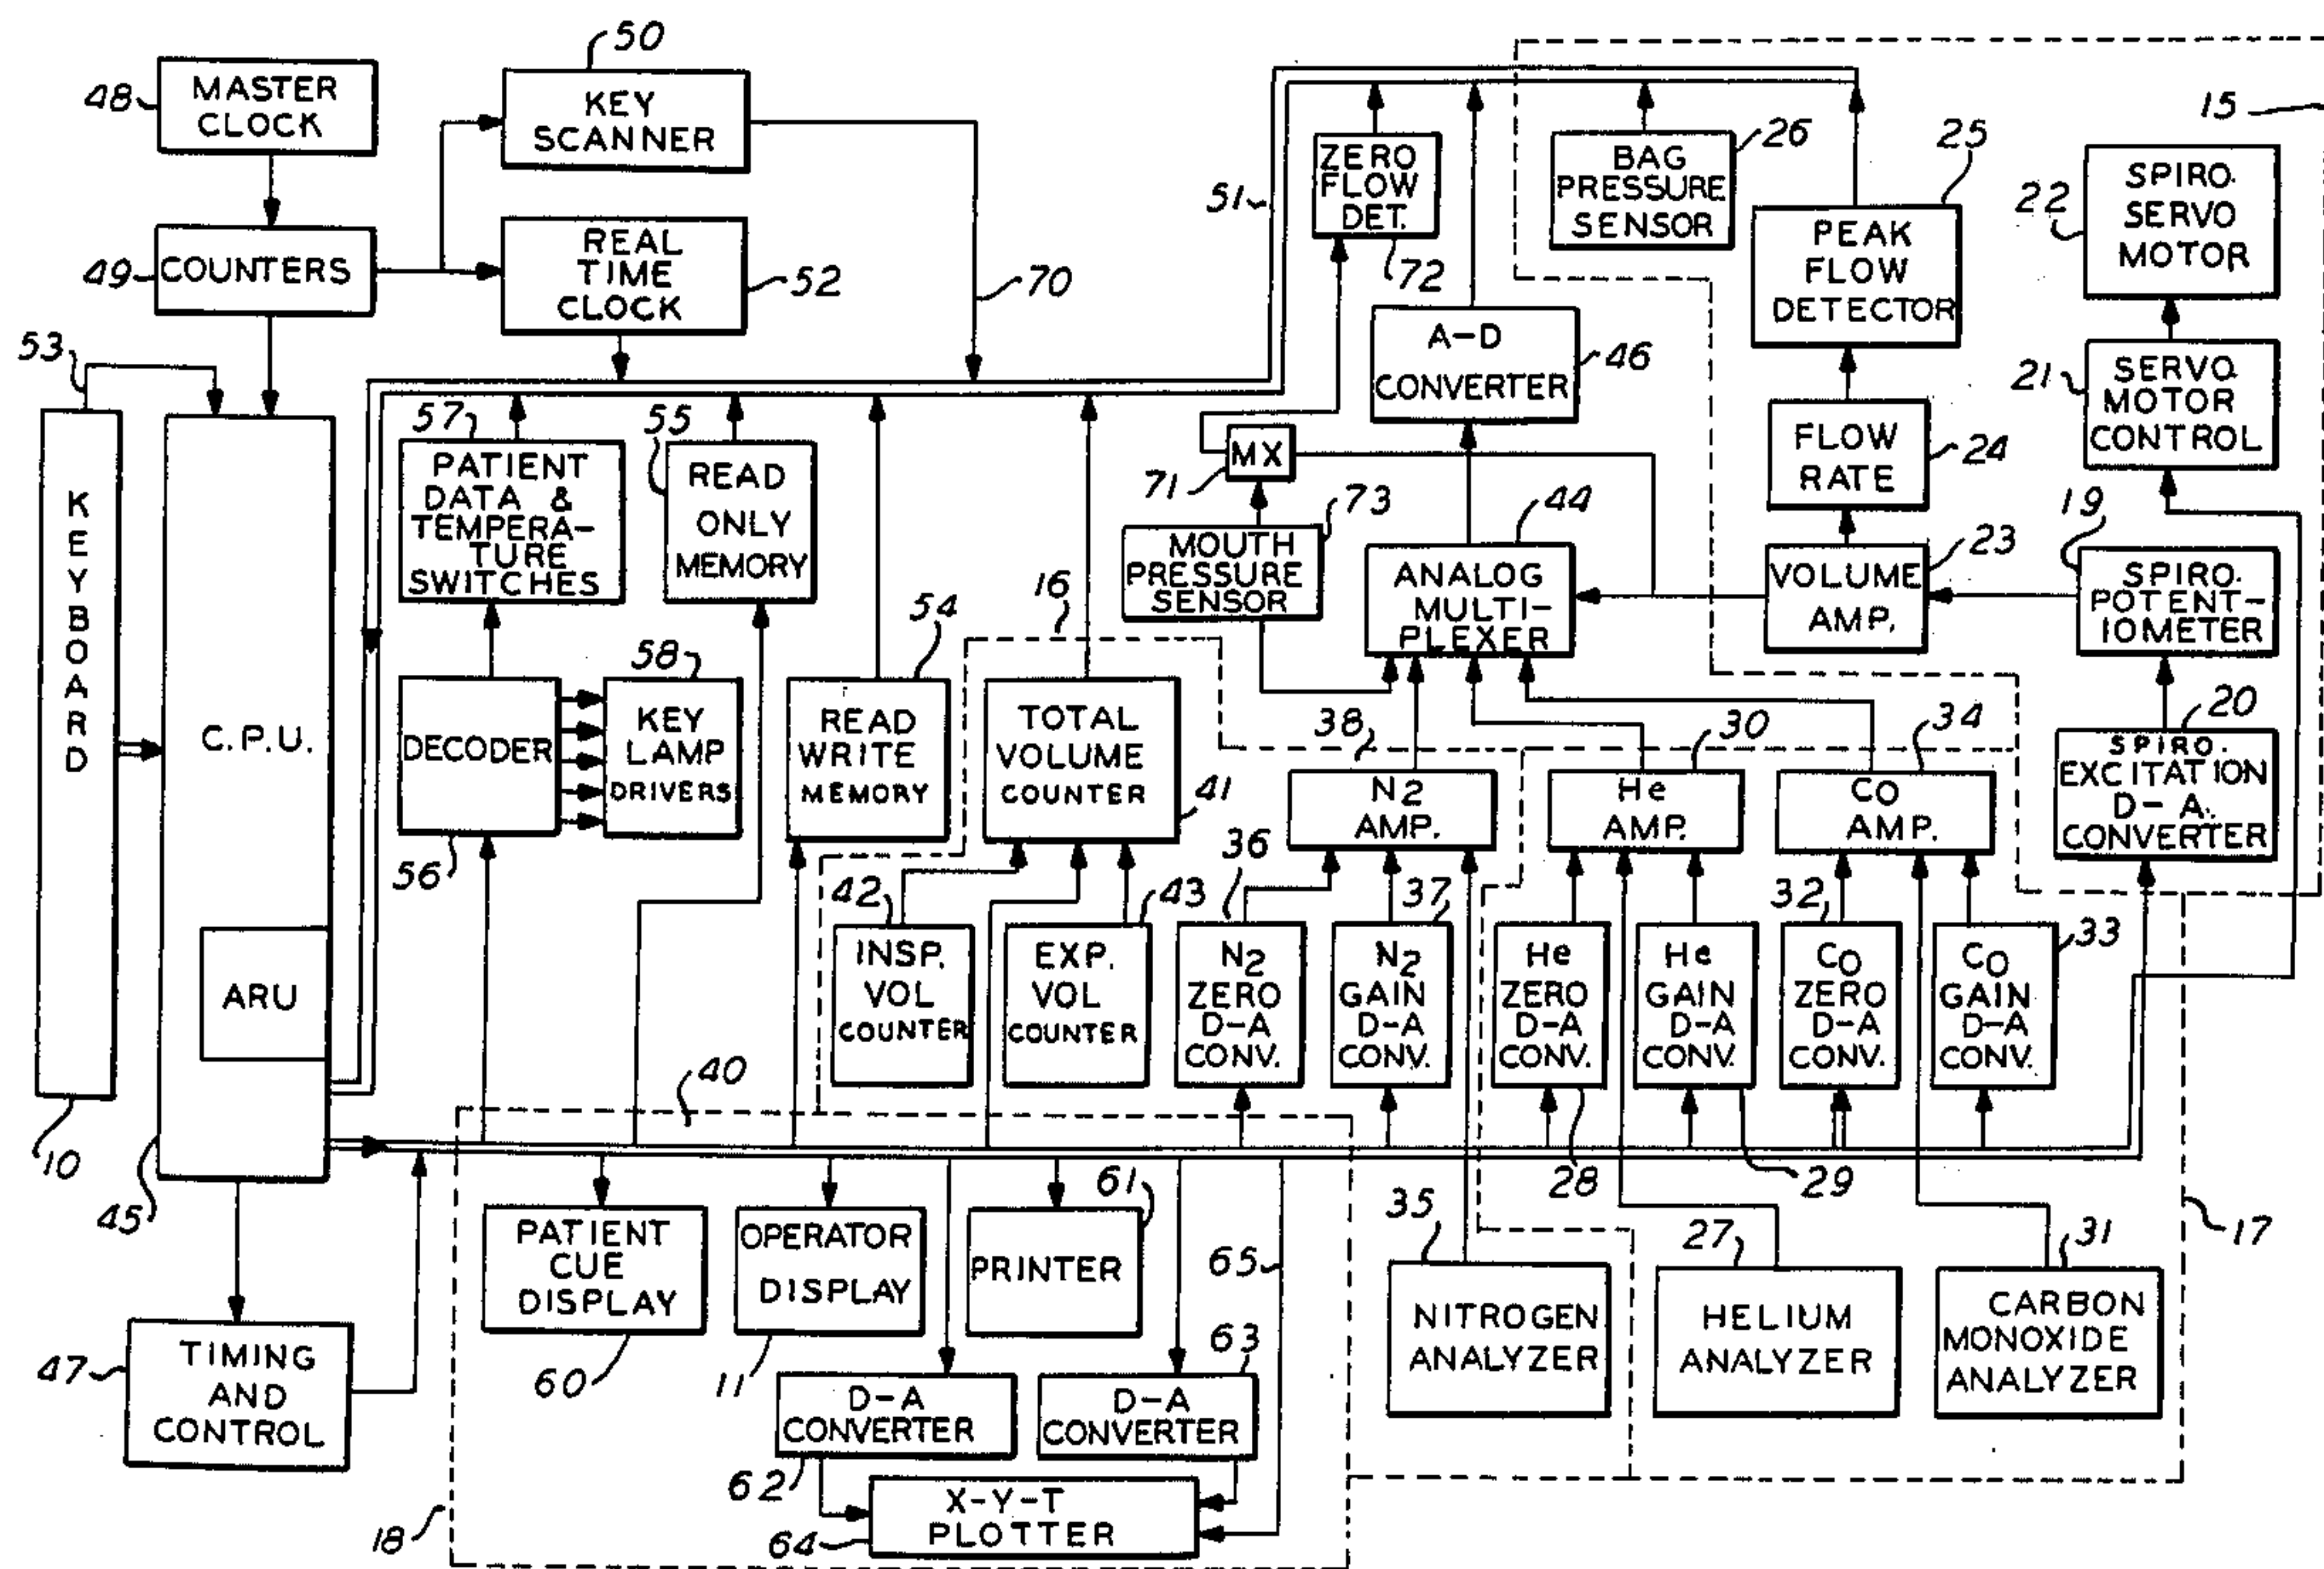 50
48
MASTER
CLOCK
KEY
SCANNER
15
ZERO
FLOW
DET.
BAG
PRESSURE
SENSOR
26
25
51
22
SPIRO.
SERVO
MOTOR
49
COUNTERS
REAL
TIME
CLOCK
52
70
72
PEAK
FLOW
DETECTOR
53
A-D
CONVERTER
46
21
SERVO.
MOTOR
CONTROL
57
55
FLOW
RATE
24
KEYBOARD
PATIENT
DATA &
TEMPERA-
TURE
SWITCHES
READ
ONLY
MEMORY
MX
71
73
44
19
MOUTH
PRESSURE
SENSOR
ANALOG
MULTI-
PLEXER
VOLUME
AMP.
23
SPIRO.
POTENT-
IOMETER
16
54
58
C.P.U.
DECODER
KEY
LAMP
DRIVERS
READ
WRITE
MEMORY
TOTAL
VOLUME
COUNTER
41
38
30
34
20
N2
AMP.
He
AMP.
CO
AMP.
SPIRO.
EXCITATION
D-A.
CONVERTER
56
42
43
36
37
32
33
ARU
INSP.
VOL
COUNTER
EXP.
VOL
COUNTER
N2
ZERO
D-A
CONV.
N2
GAIN
D-A
CONV.
He
ZERO
D-A
CONV.
He
GAIN
D-A
CONV.
CO
ZERO
D-A
CONV.
CO
GAIN
D-A
CONV.
40
10
28
29
45
61
35
17
PATIENT
CUE
DISPLAY
OPERATOR
DISPLAY
PRINTER
65
27
31
NITROGEN
ANALYZER
HELIUM
ANALYZER
CARBON
MONOXIDE
ANALYZER
47
TIMING
AND
CONTROL
60
11
63
D-A
CONVERTER
D-A
CONVERTER
62
18
64
X-Y-T
PLOTTER